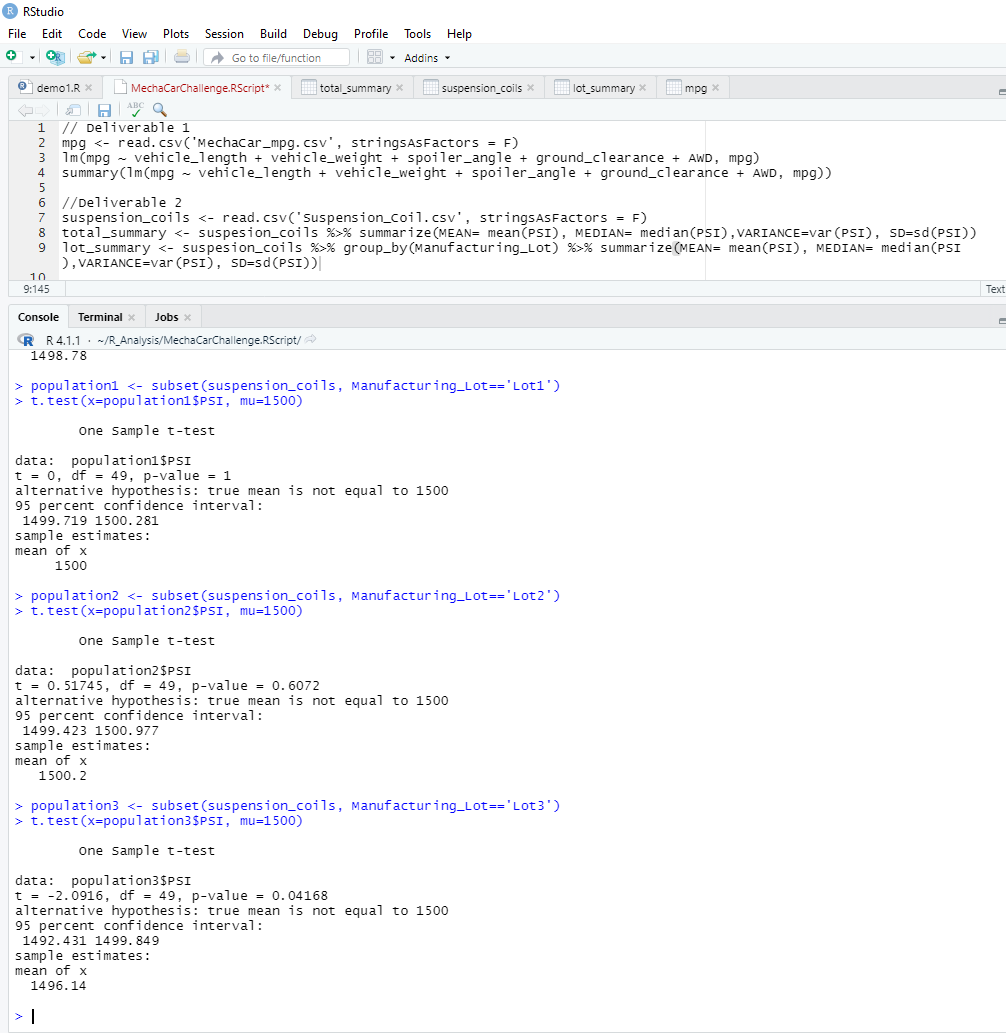 RStudio
File Edit Code View Plots Session Build Debug Profile Tools Help
Go to file/function Addins
demo1.R MechaCarChallenge.RScript* total_summary suspension_coils lot_summary mpg
ABC
1 // Deliverable 1
2 mpg <- read.csv('MechaCar_mpg.csv', stringsAsFactors = F)
3 lm(mpg ~ vehicle_length + vehicle_weight + spoiler_angle + ground_clearance + AWD, mpg)
4 summary(lm(mpg ~ vehicle_length + vehicle_weight + spoiler_angle + ground_clearance + AWD, mpg))
5
6 //Deliverable 2
7 suspension_coils <- read.csv('Suspension_Coil.csv', stringsAsFactors = F)
8 total_summary <- suspesion_coils %>% summarize(MEAN= mean(PSI), MEDIAN= median(PSI),VARIANCE=var(PSI), SD=sd(PSI))
9 lot_summary <- suspesion_coils %>% group_by(Manufacturing_Lot) %>% summarize(MEAN= mean(PSI), MEDIAN= median(PSI
),VARIANCE=var(PSI), SD=sd(PSI))
10
9:145 Text
Console Terminal Jobs
R 4.1.1 · ~/R_Analysis/MechaCarChallenge.RScript/
1498.78
> population1 <- subset(suspension_coils, Manufacturing_Lot=='Lot1')
> t.test(x=population1$PSI, mu=1500)
One Sample t-test
data: population1$PSI
t = 0, df = 49, p-value = 1
alternative hypothesis: true mean is not equal to 1500
95 percent confidence interval:
1499.719 1500.281
sample estimates:
mean of x
1500
> population2 <- subset(suspension_coils, Manufacturing_Lot=='Lot2')
> t.test(x=population2$PSI, mu=1500)
One Sample t-test
data: population2$PSI
t = 0.51745, df = 49, p-value = 0.6072
alternative hypothesis: true mean is not equal to 1500
95 percent confidence interval:
1499.423 1500.977
sample estimates:
mean of x
1500.2
> population3 <- subset(suspension_coils, Manufacturing_Lot=='Lot3')
> t.test(x=population3$PSI, mu=1500)
One Sample t-test
data: population3$PSI
t = -2.0916, df = 49, p-value = 0.04168
alternative hypothesis: true mean is not equal to 1500
95 percent confidence interval:
1492.431 1499.849
sample estimates:
mean of x
1496.14
>